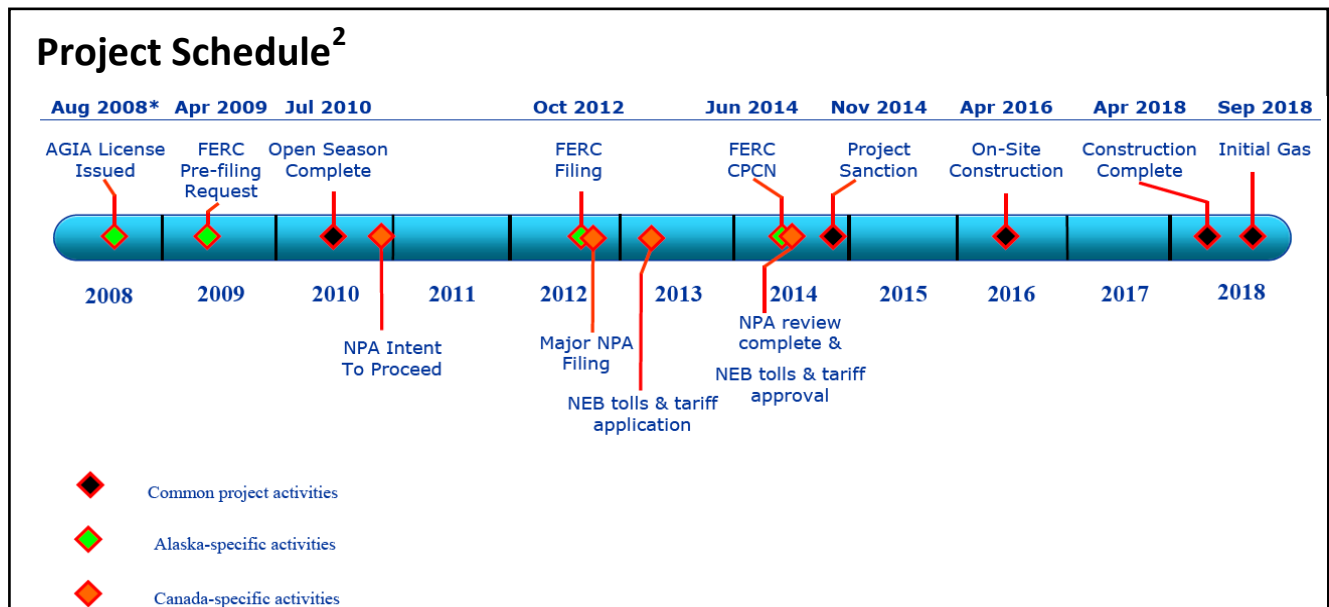 Project Schedule²
Aug 2008* Apr 2009 Jul 2010 Oct 2012 Jun 2014 Nov 2014 Apr 2016 Apr 2018 Sep 2018
AGIA License
Issued
FERC
Pre-filing
Request
Open Season
Complete
FERC
Filing
FERC
CPCN
Project
Sanction
On-Site
Construction
Construction
Complete
Initial Gas
2008 2009 2010 2011 2012 2013 2014 2015 2016 2017 2018
NPA Intent
To Proceed
Major NPA
Filing
NEB tolls & tariff
application
NPA review
complete &
NEB tolls & tariff
approval
Common project activities
Alaska-specific activities
Canada-specific activities